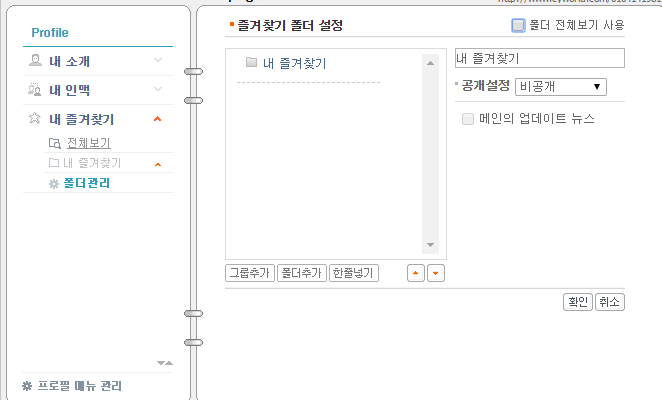 Profile
내 소개
내 인맥
내 즐겨찾기
전체보기
내 즐겨찾기
폴더관리
프로필 메뉴 관리
즐겨찾기 폴더 설정
폴더 전체보기 사용
내 즐겨찾기
그룹추가 폴더추가 한줄넣기
내 즐겨찾기
공개설정 비공개
메인의 업데이트 뉴스
확인 취소